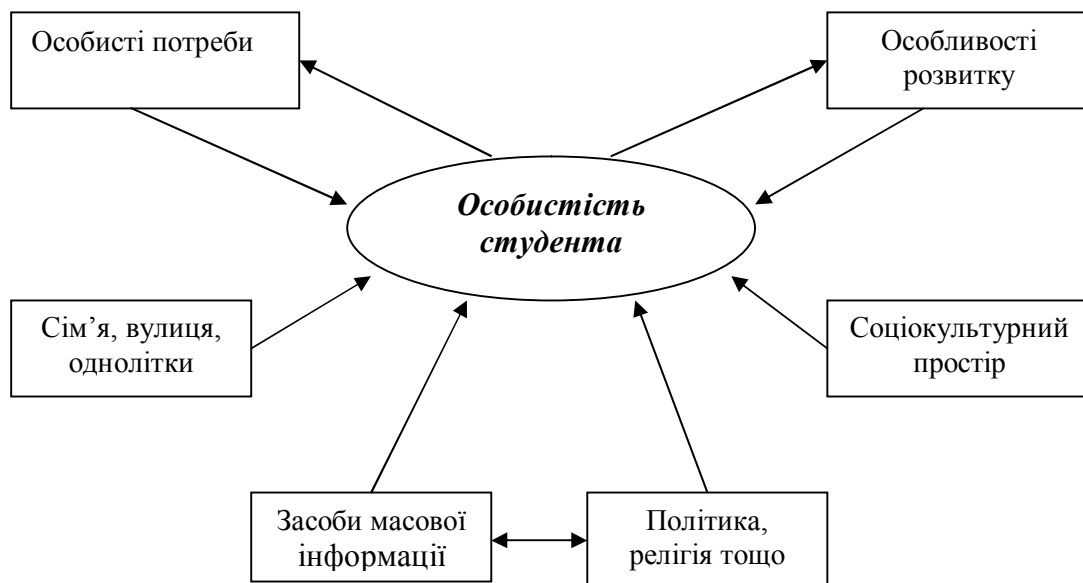 Особисті потреби
Особливості
розвитку
Особистість
студента
Сім’я, вулиця,
однолітки
Соціокультурний
простір
Засоби масової
інформації
Політика,
релігія тощо